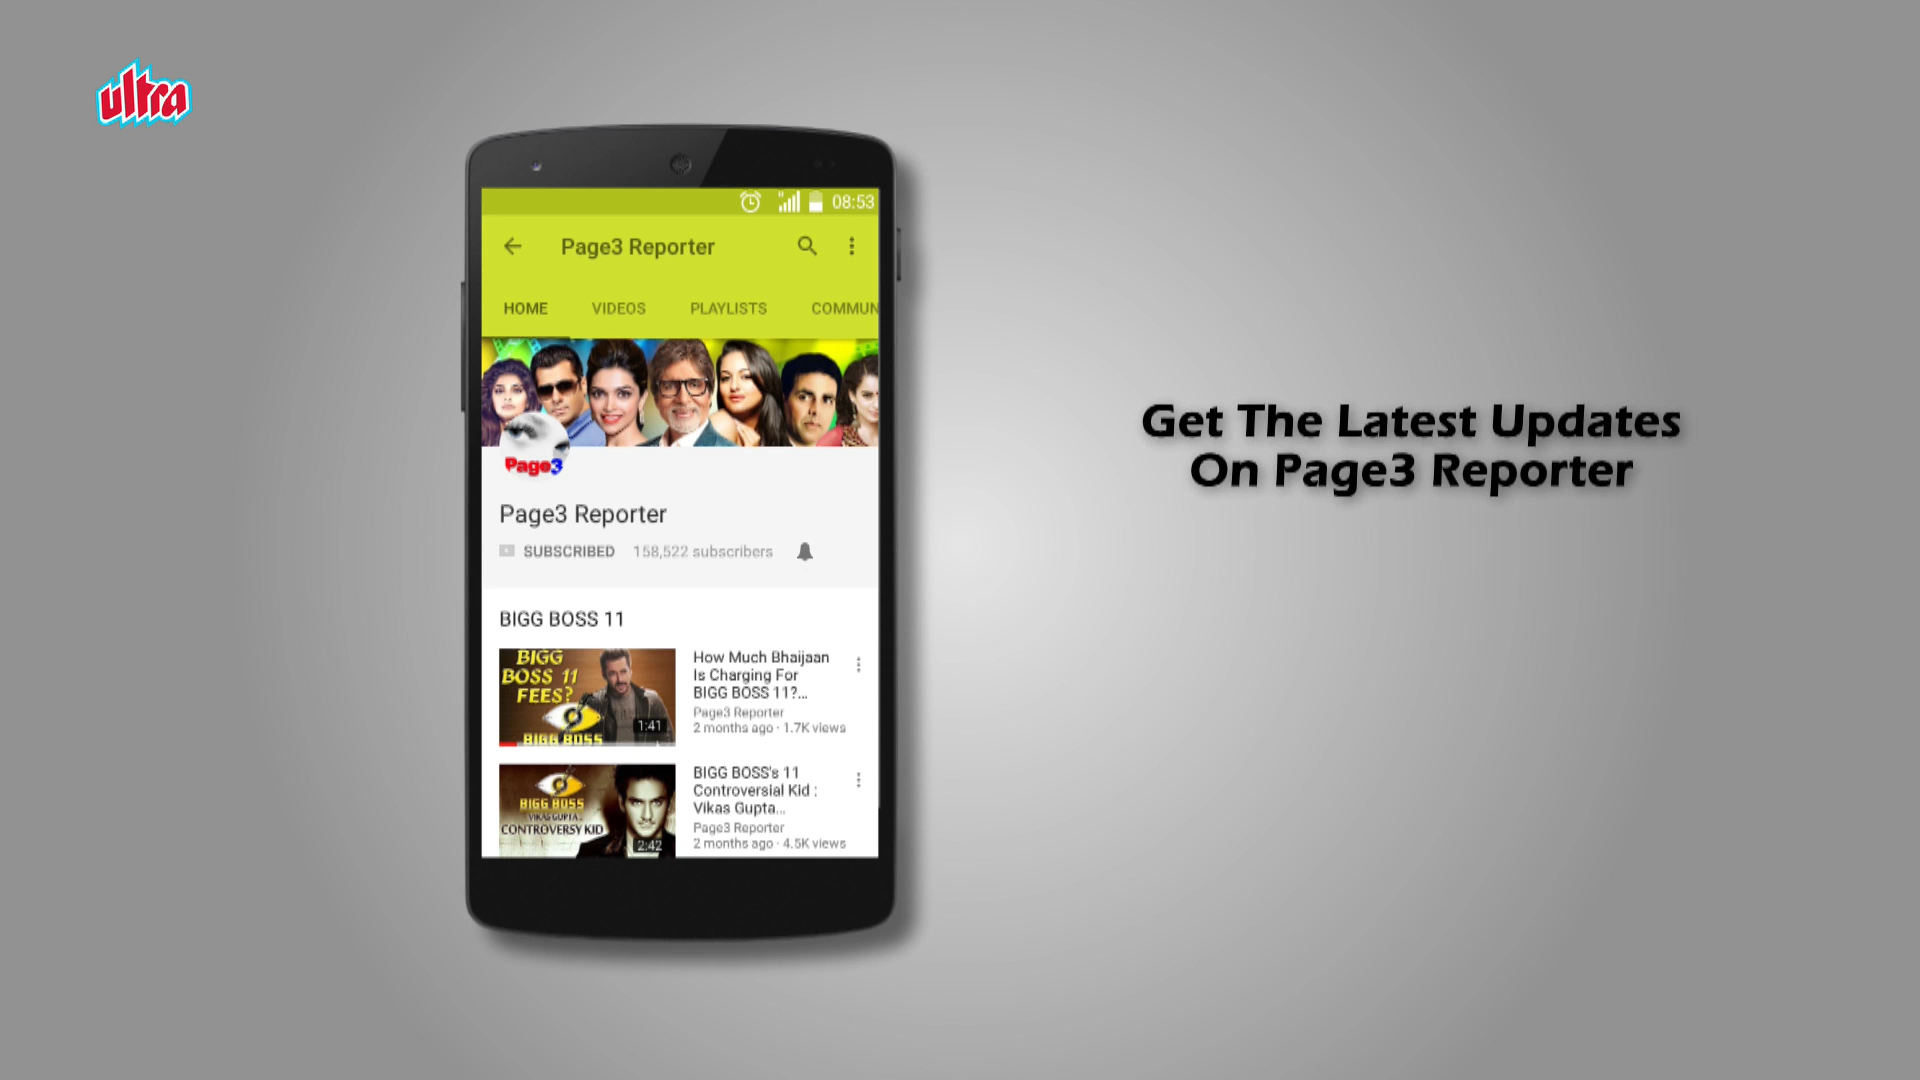 ultra
08:53
Page3 Reporter
HOME VIDEOS PLAYLISTS COMMUN
Page3
Page3 Reporter
SUBSCRIBED 158,522 subscribers
BIGG BOSS 11
BIGG
BOSS 11
FEES?
BIGG BOSS
1:41
How Much Bhaijaan
Is Charging For
BIGG BOSS 11?...
Page3 Reporter
2 months ago · 1.7K views
BIGG BOSS
VIKAS GUPTA..
CONTROVERSY KID
2:42
BIGG BOSS's 11
Controversial Kid :
Vikas Gupta...
Page3 Reporter
2 months ago · 4.5K views
Get The Latest Updates
On Page3 Reporter